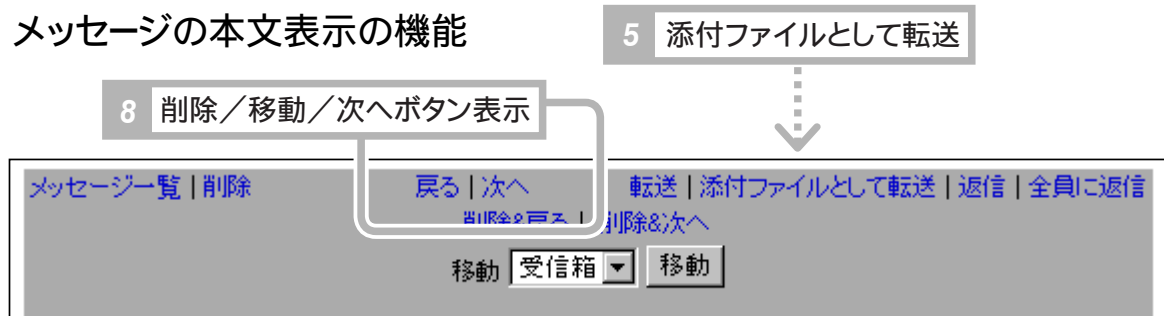 メッセージの本文表示の機能
5 添付ファイルとして転送
8 削除／移動／次へボタン表示
メッセージ一覧 | 削除 戻る | 次へ 転送 | 添付ファイルとして転送 | 返信 | 全員に返信
削除&戻る | 削除&次へ
移動 受信箱 移動